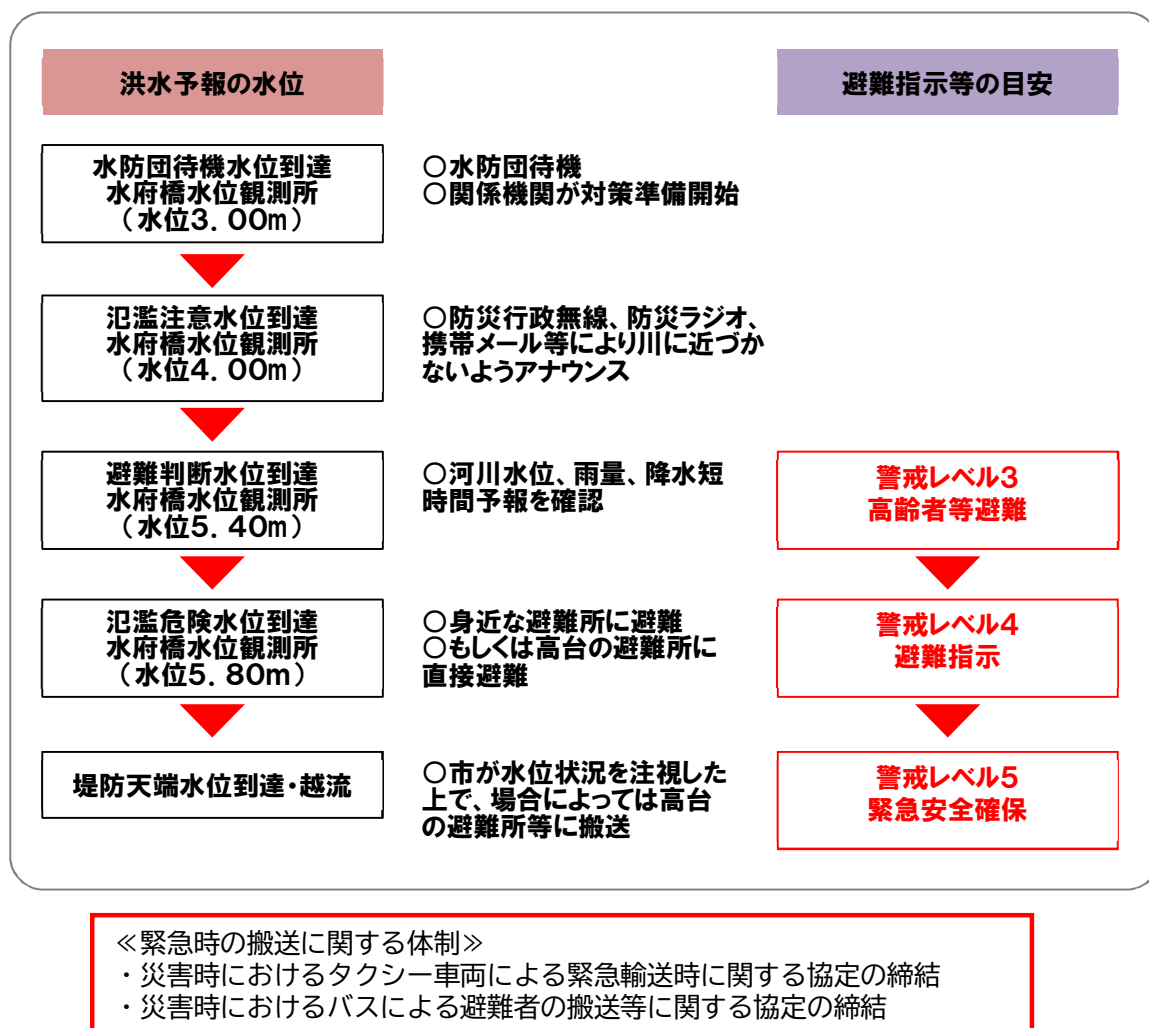 洪水予報の水位
避難指示等の目安
水防団待機水位到達
水府橋水位観測所
（水位3．00m）
○水防団待機
○関係機関が対策準備開始
氾濫注意水位到達
水府橋水位観測所
（水位4．00m）
○防災行政無線、防災ラジオ、
携帯メール等により川に近づか
ないようアナウンス
避難判断水位到達
水府橋水位観測所
（水位5．40m）
○河川水位、雨量、降水短
時間予報を確認
警戒レベル3
高齢者等避難
氾濫危険水位到達
水府橋水位観測所
（水位5．80m）
○身近な避難所に避難
○もしくは高台の避難所に
直接避難
警戒レベル4
避難指示
堤防天端水位到達・越流
○市が水位状況を注視した
上で、場合によっては高台
の避難所等に搬送
警戒レベル5
緊急安全確保
≪緊急時の搬送に関する体制≫
・災害時におけるタクシー車両による緊急輸送時に関する協定の締結
・災害時におけるバスによる避難者の搬送等に関する協定の締結